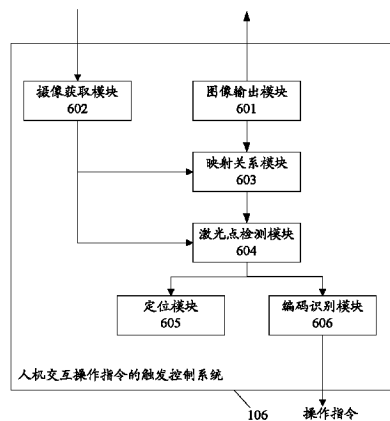 摄像获取模块
602
图像输出模块
601
映射关系模块
603
激光点检测模块
604
定位模块
605
编码识别模块
606
人机交互操作指令的触发控制系统
106
操作指令